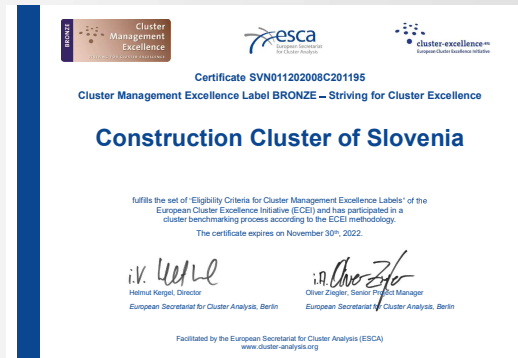 BRONZE
Cluster
Management
Excellence
esca
European Secretariat
for Cluster Analysis
cluster-excellence.eu
European Cluster Excellence Initiative
Certificate SVN011202008C201195
Cluster Management Excellence Label BRONZE – Striving for Cluster Excellence
Construction Cluster of Slovenia
fulfills the set of "Eligibility Criteria for Cluster Management Excellence Labels" of the
European Cluster Excellence Initiative (ECEI) and has participated in a
cluster benchmarking process according to the ECEI methodology.
The certificate expires on November 30th, 2022.
i.V.
i.A. Oliver Ziegler
Helmut Kergel, Director
Oliver Ziegler, Senior Project Manager
European Secretariat for Cluster Analysis, Berlin
European Secretariat for Cluster Analysis, Berlin
Facilitated by the European Secretariat for Cluster Analysis (ESCA)
www.cluster-analysis.org